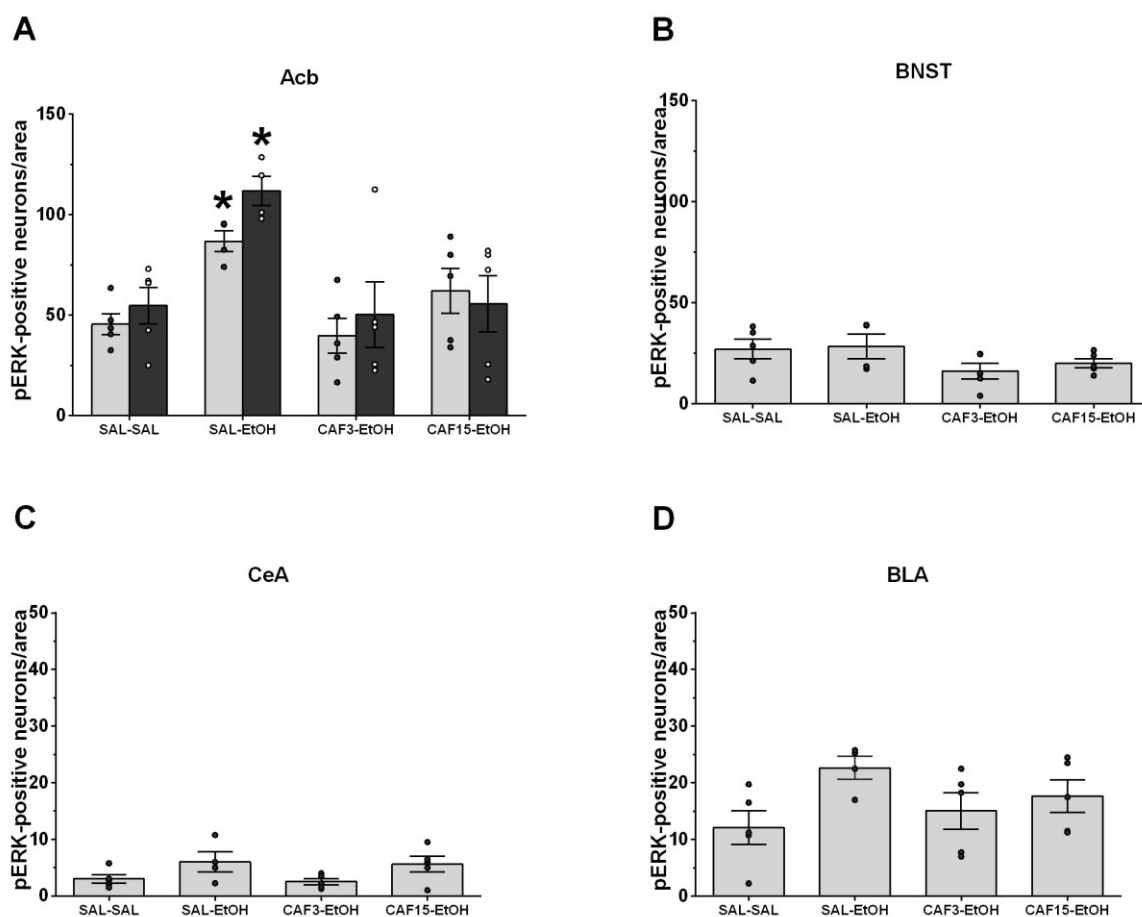 A
Acb
pERK-positive neurons/area
150
100
50
0
*
*
SAL-SAL
SAL-EtOH
CAF3-EtOH
CAF15-EtOH
B
BNST
pERK-positive neurons/area
150
100
50
0
SAL-SAL
SAL-EtOH
CAF3-EtOH
CAF15-EtOH
C
CeA
pERK-positive neurons/area
50
40
30
20
10
0
SAL-SAL
SAL-EtOH
CAF3-EtOH
CAF15-EtOH
D
BLA
pERK-positive neurons/area
50
40
30
20
10
0
SAL-SAL
SAL-EtOH
CAF3-EtOH
CAF15-EtOH